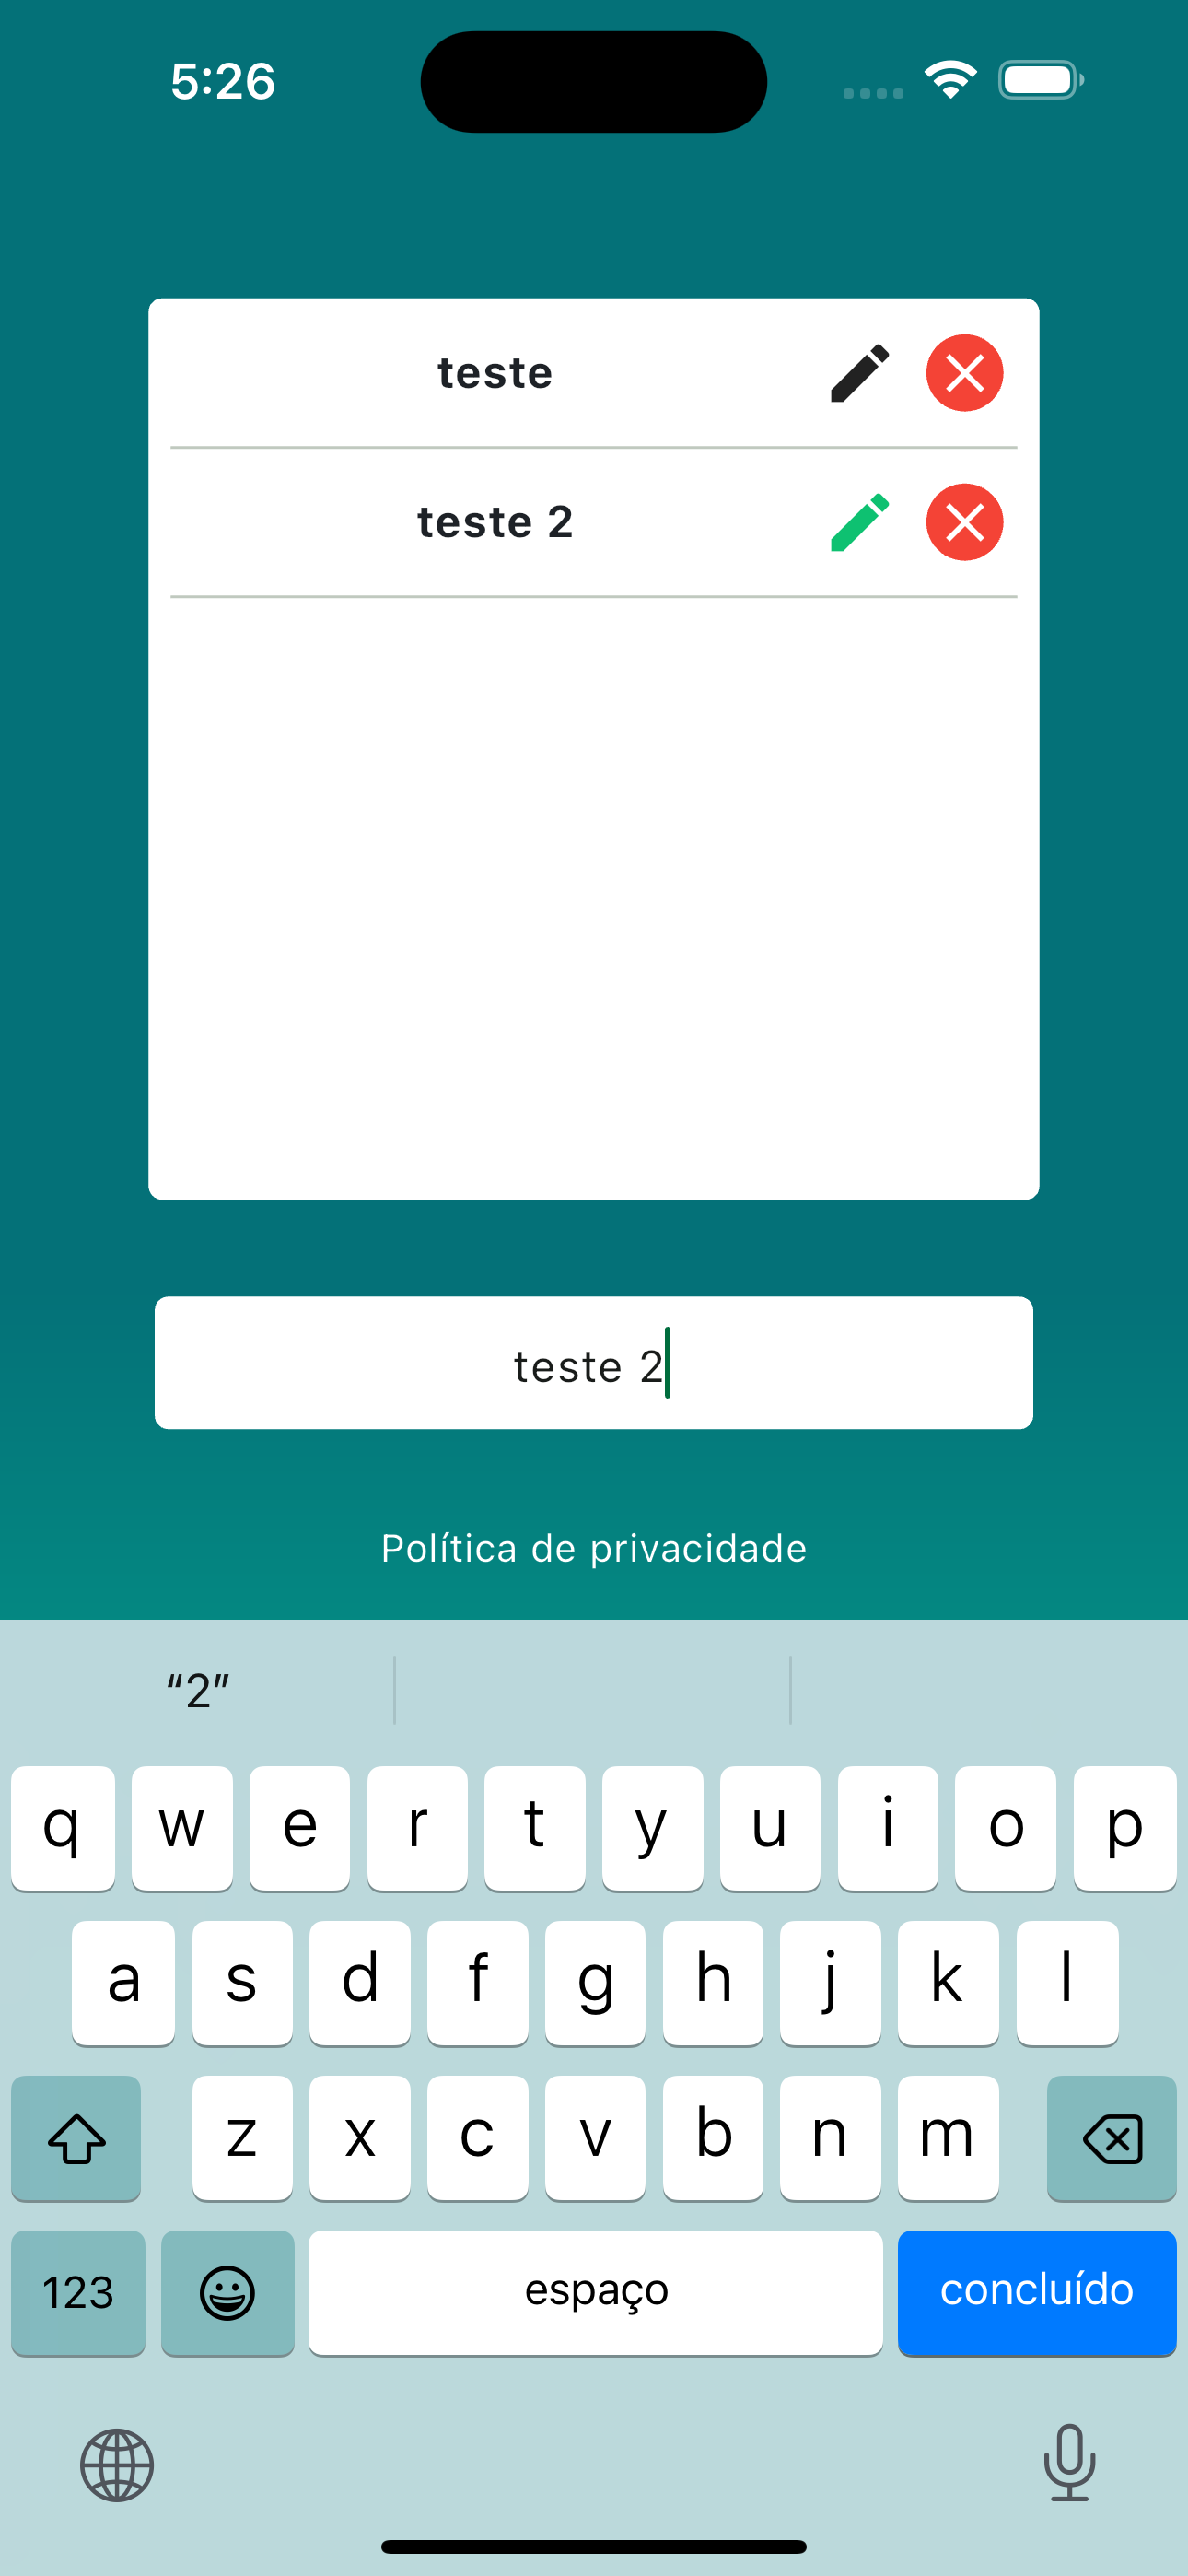 5:26
teste
teste 2
teste 2
Política de privacidade
“2”
q w e r t y u i o p
a s d f g h j k l
z x c v b n m
123 espaço concluído